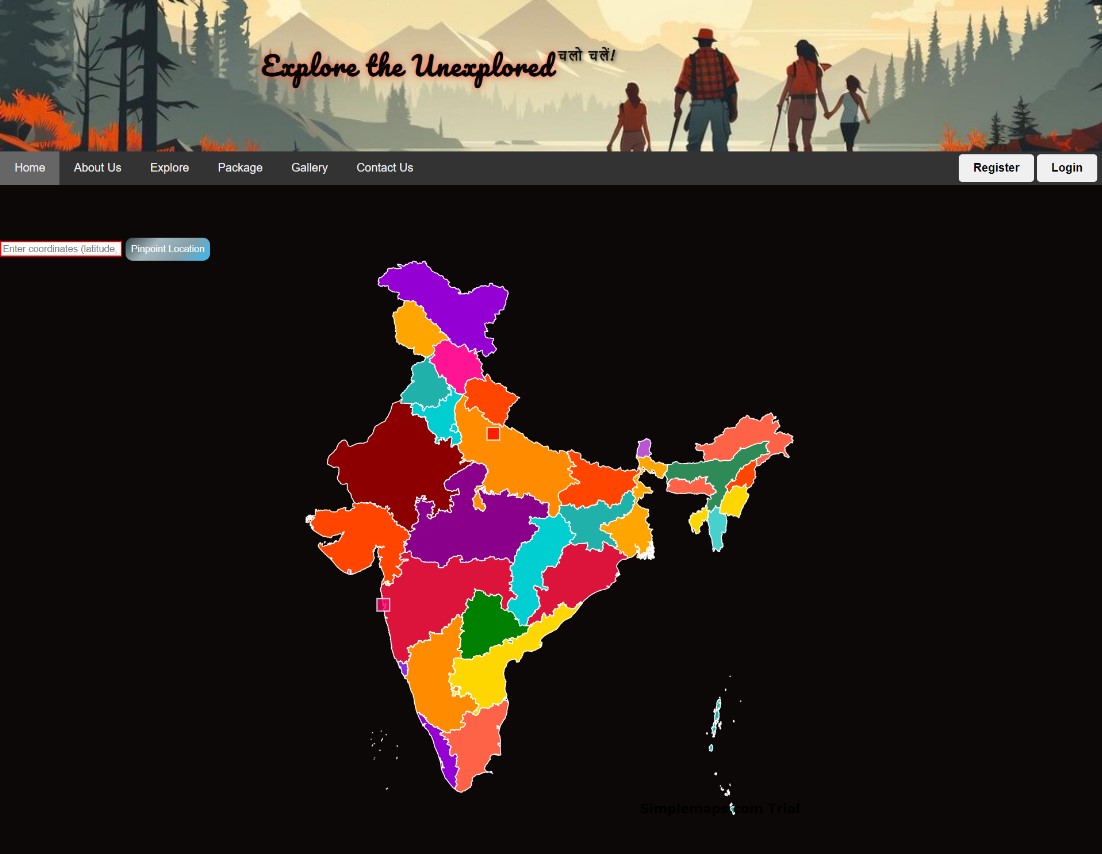 Explore the Unexplored चलो चलें!
Home About Us Explore Package Gallery Contact Us Register Login
Enter coordinates (latitude, Pinpoint Location
Simplemaps.com Trial